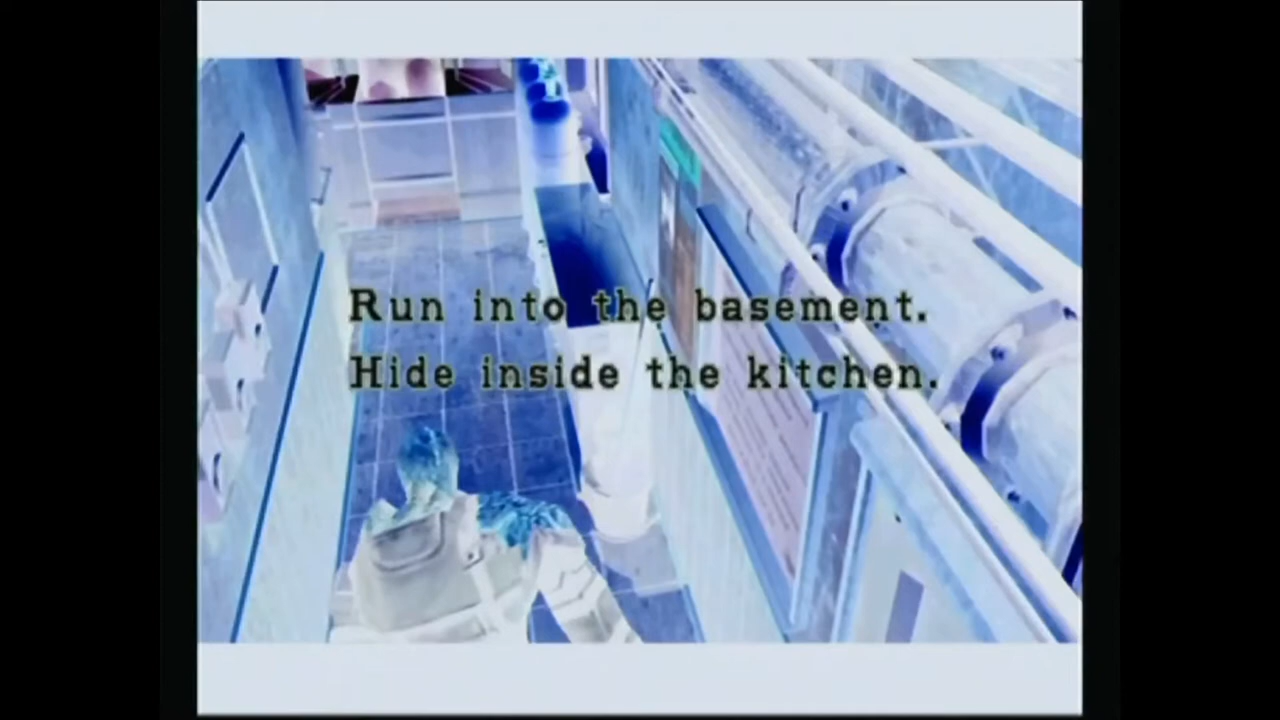 Run into the basement.
Hide inside the kitchen.